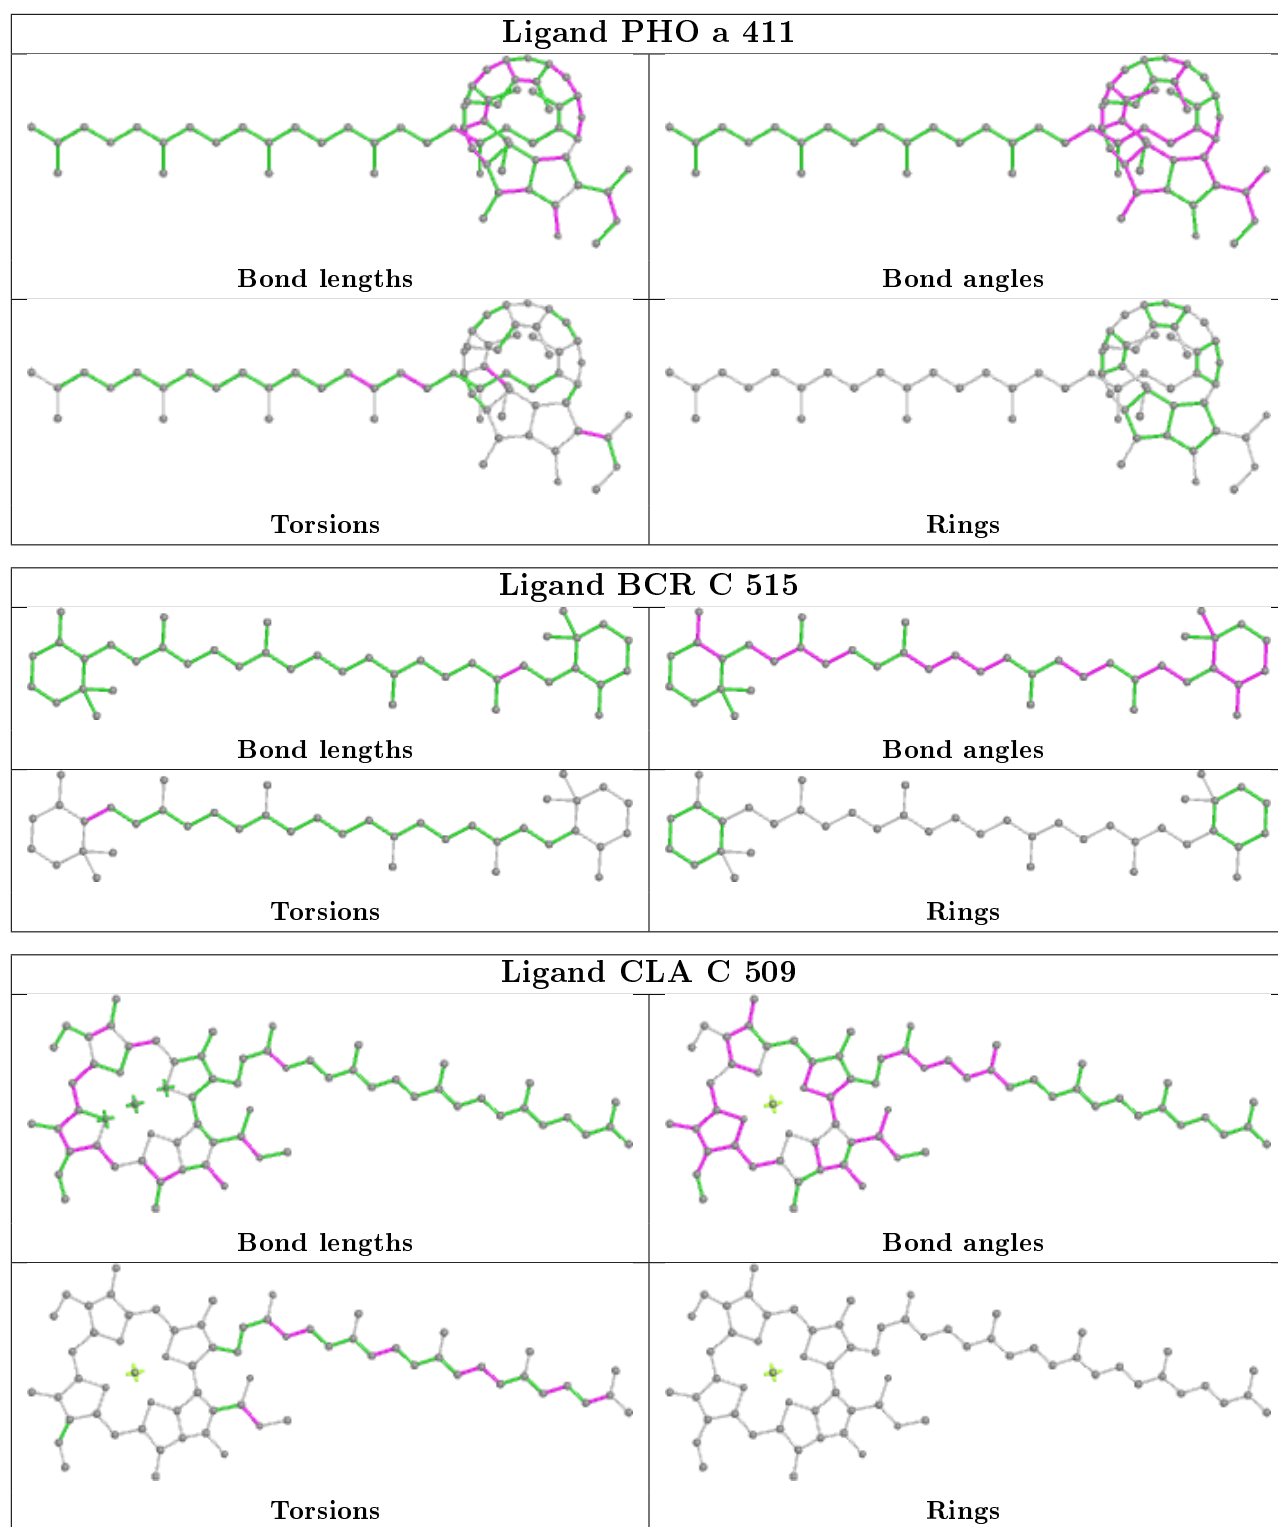 Ligand PHO a 411
Bond lengths
Bond angles
Torsions
Rings
Ligand BCR C 515
Bond lengths
Bond angles
Torsions
Rings
Ligand CLA C 509
Bond lengths
Bond angles
Torsions
Rings